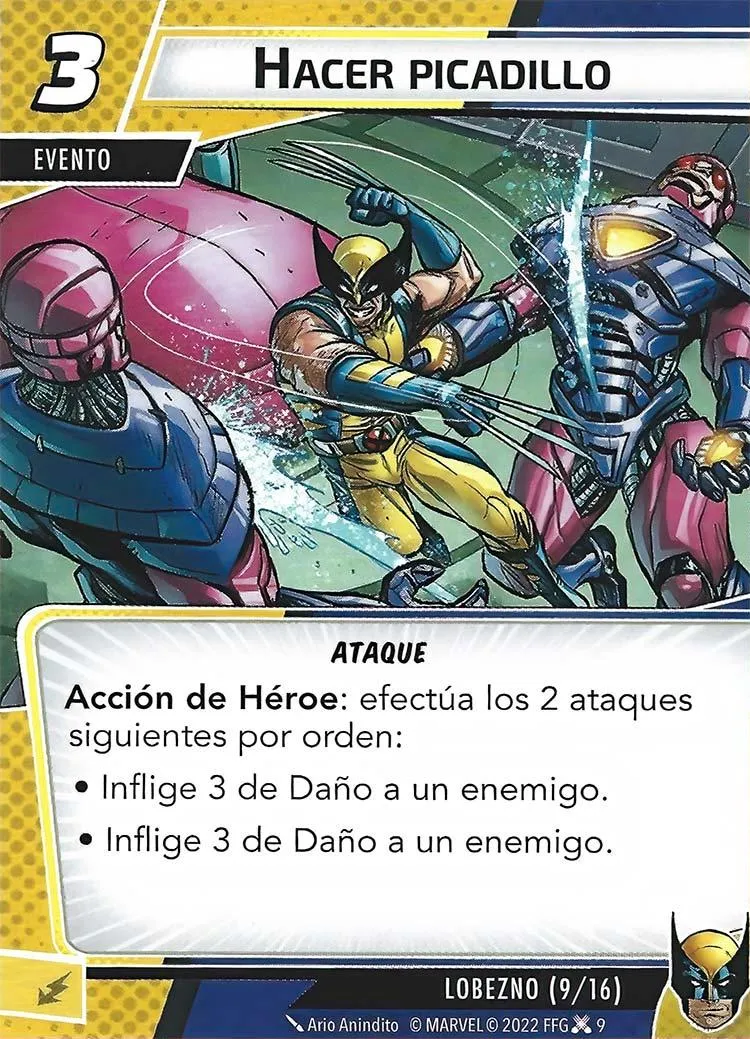 3
HACER PICADILLO
EVENTO
ATAQUE
Acción de Héroe: efectúa los 2 ataques
siguientes por orden:
• Inflige 3 de Daño a un enemigo.
• Inflige 3 de Daño a un enemigo.
LOBEZNO (9/16)
Ario Anindito © MARVEL © 2022 FFG 9